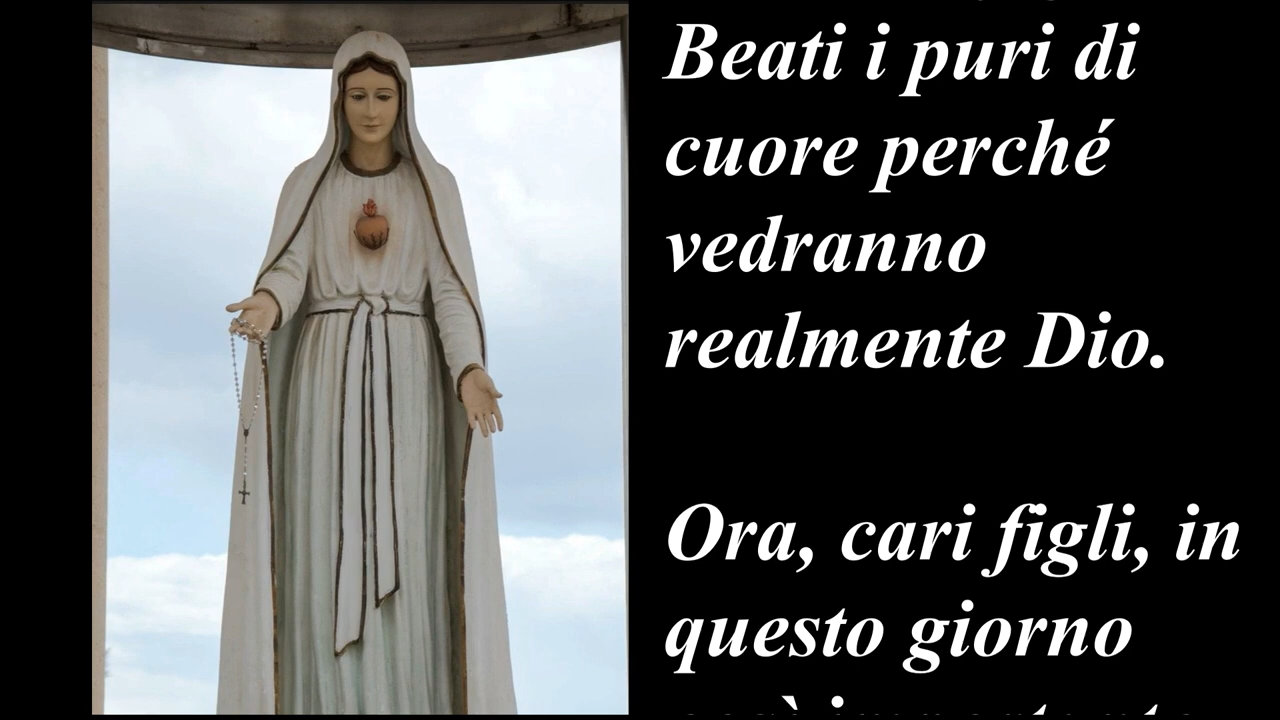 Beati i puri di
cuore perché
vedranno
realmente Dio.
Ora, cari figli, in
questo giorno